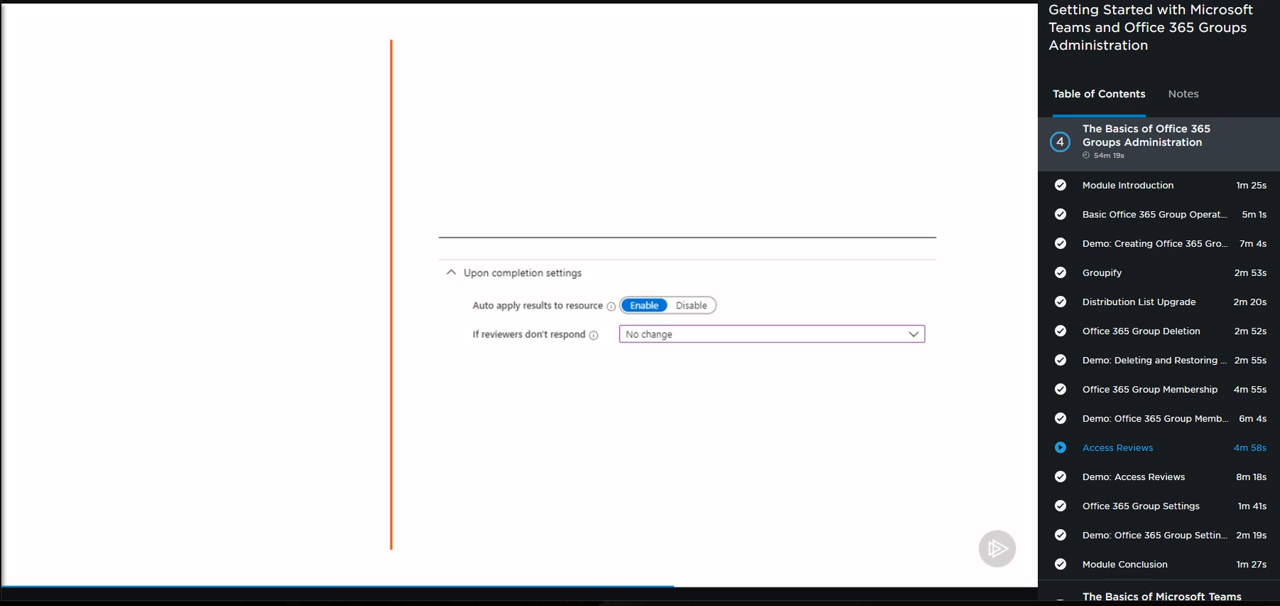 Upon completion settings
Auto apply results to resource Enable Disable
If reviewers don't respond No change
Getting Started with Microsoft
Teams and Office 365 Groups
Administration
Table of Contents Notes
4
The Basics of Office 365
Groups Administration
54m 19s
Module Introduction 1m 25s
Basic Office 365 Group Operat... 5m 1s
Demo: Creating Office 365 Gro... 7m 4s
Groupify 2m 53s
Distribution List Upgrade 2m 20s
Office 365 Group Deletion 2m 52s
Demo: Deleting and Restoring ... 2m 55s
Office 365 Group Membership 4m 55s
Demo: Office 365 Group Memb... 6m 4s
Access Reviews 4m 58s
Demo: Access Reviews 8m 18s
Office 365 Group Settings 1m 41s
Demo: Office 365 Group Settin... 2m 19s
Module Conclusion 1m 27s
The Basics of Microsoft Teams